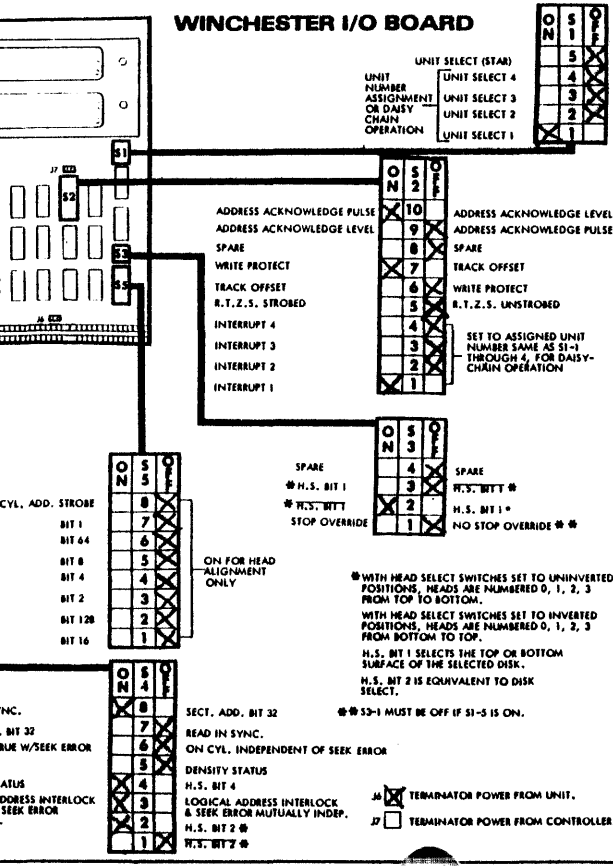 WINCHESTER I/O BOARD
ON S1 OFF
UNIT SELECT (STAR) 5
UNIT NUMBER ASSIGNMENT OR DAISY CHAIN OPERATION
UNIT SELECT 4 4
UNIT SELECT 3 3
UNIT SELECT 2 2
UNIT SELECT 1 1
S1
J7
S2
S3
S5
J6
ON S2 OFF
ADDRESS ACKNOWLEDGE PULSE 10 ADDRESS ACKNOWLEDGE LEVEL
ADDRESS ACKNOWLEDGE LEVEL 9 ADDRESS ACKNOWLEDGE PULSE
SPARE 8 SPARE
WRITE PROTECT 7 TRACK OFFSET
TRACK OFFSET 6 WRITE PROTECT
R.T.Z.S. STROBED 5 R.T.Z.S. UNSTROBED
INTERRUPT 4 4
INTERRUPT 3 3
INTERRUPT 2 2
INTERRUPT 1 1
SET TO ASSIGNED UNIT
NUMBER SAME AS S1-1
THROUGH 4, FOR DAISY-
CHAIN OPERATION
ON S3 OFF
SPARE 4 SPARE
*H.S. BIT 1 3 H.S. BIT 1 *
*H.S. BIT 1 2 H.S. BIT 1 *
STOP OVERRIDE 1 NO STOP OVERRIDE * *
ON S5 OFF
CYL. ADD. STROBE 8
BIT 1 7
BIT 64 6
BIT 8 5
BIT 4 4
BIT 2 3
BIT 128 2
BIT 16 1
ON FOR HEAD
ALIGNMENT
ONLY
*WITH HEAD SELECT SWITCHES SET TO UNINVERTED
POSITIONS, HEADS ARE NUMBERED 0, 1, 2, 3
FROM TOP TO BOTTOM.
WITH HEAD SELECT SWITCHES SET TO INVERTED
POSITIONS, HEADS ARE NUMBERED 0, 1, 2, 3
FROM BOTTOM TO TOP.
H.S. BIT 1 SELECTS THE TOP OR BOTTOM
SURFACE OF THE SELECTED DISK.
H.S. BIT 2 IS EQUIVALENT TO DISK
SELECT.
** S3-1 MUST BE OFF IF S1-5 IS ON.
ON S4 OFF
NC. 8 SECT. ADD. BIT 32
BIT 32 7 READ IN SYNC.
RUE W/SEEK ERROR 6 ON CYL. INDEPENDENT OF SEEK ERROR
5 DENSITY STATUS
ATUS 4 H.S. BIT 4
DDRESS INTERLOCK 3 LOGICAL ADDRESS INTERLOCK
SEEK ERROR & SEEK ERROR MUTUALLY INDEP.
2 H.S. BIT 2 *
1 H.S. BIT 2 *
J6 TERMINATOR POWER FROM UNIT.
J7 TERMINATOR POWER FROM CONTROLLER